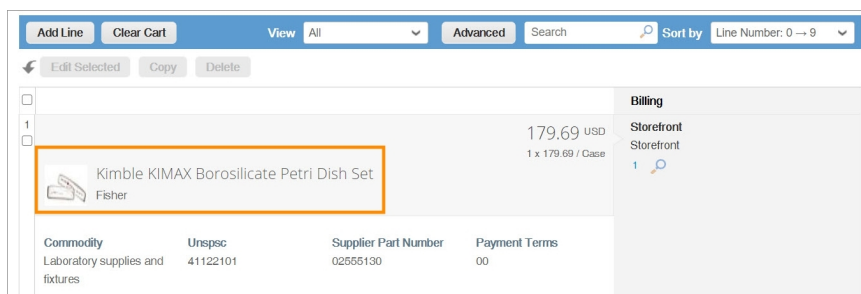 Add Line Clear Cart View All Advanced Search Sort by Line Number: 0 → 9
Edit Selected Copy Delete
Billing
1
179.69 USD
1 x 179.69 / Case
Storefront
Storefront
1
Kimble KIMAX Borosilicate Petri Dish Set
Fisher
Commodity Unspsc Supplier Part Number Payment Terms
Laboratory supplies and 41122101 02555130 00
fixtures